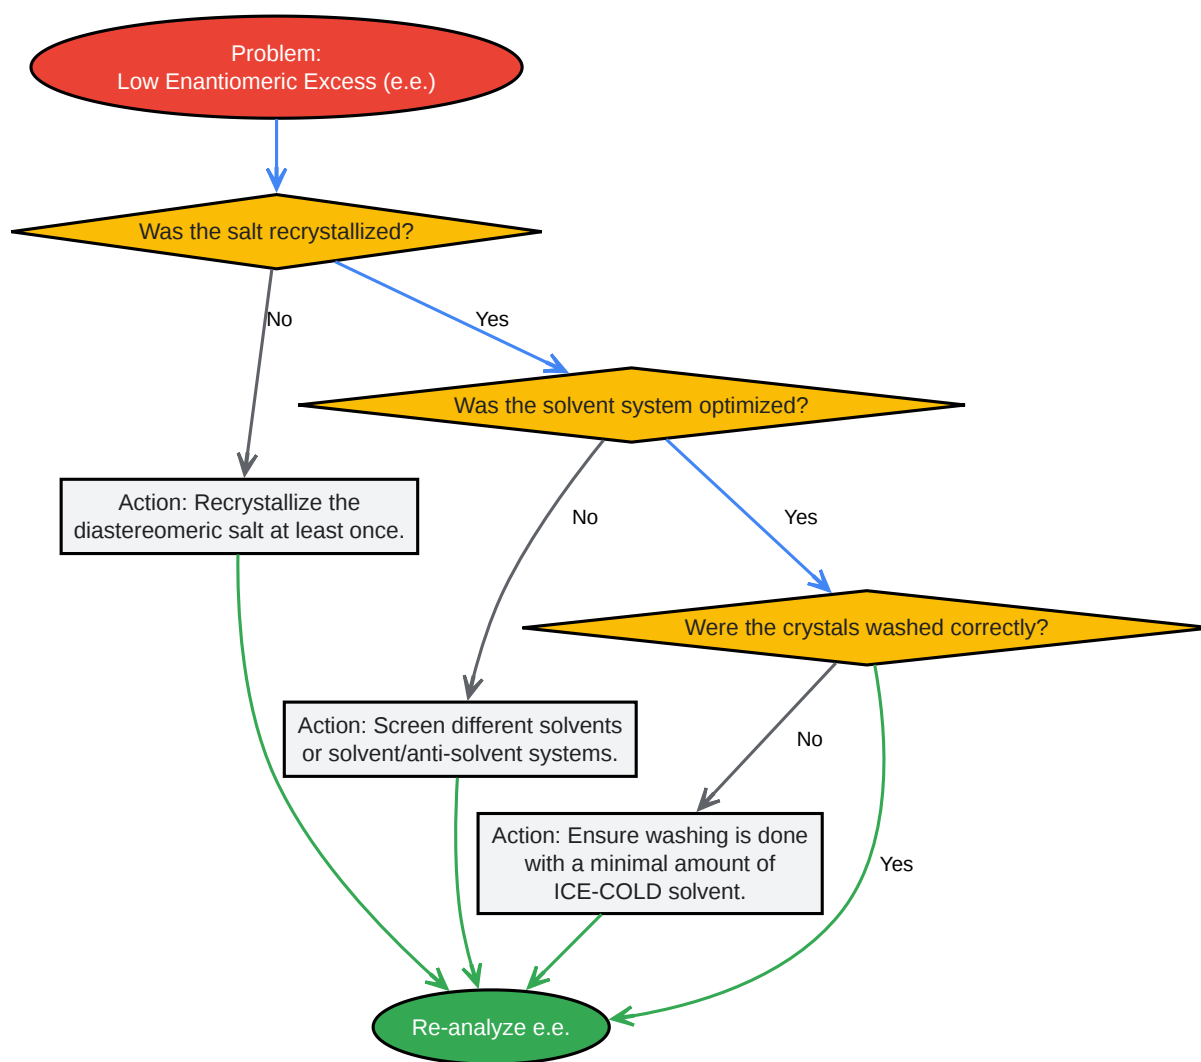 Problem:
Low Enantiomeric Excess (e.e.)
Was the salt recrystallized?
No
Yes
Was the solvent system optimized?
Action: Recrystallize the
diastereomeric salt at least once.
No
Yes
Were the crystals washed correctly?
Action: Screen different solvents
or solvent/anti-solvent systems.
No
Action: Ensure washing is done
with a minimal amount of
ICE-COLD solvent.
Yes
Re-analyze e.e.